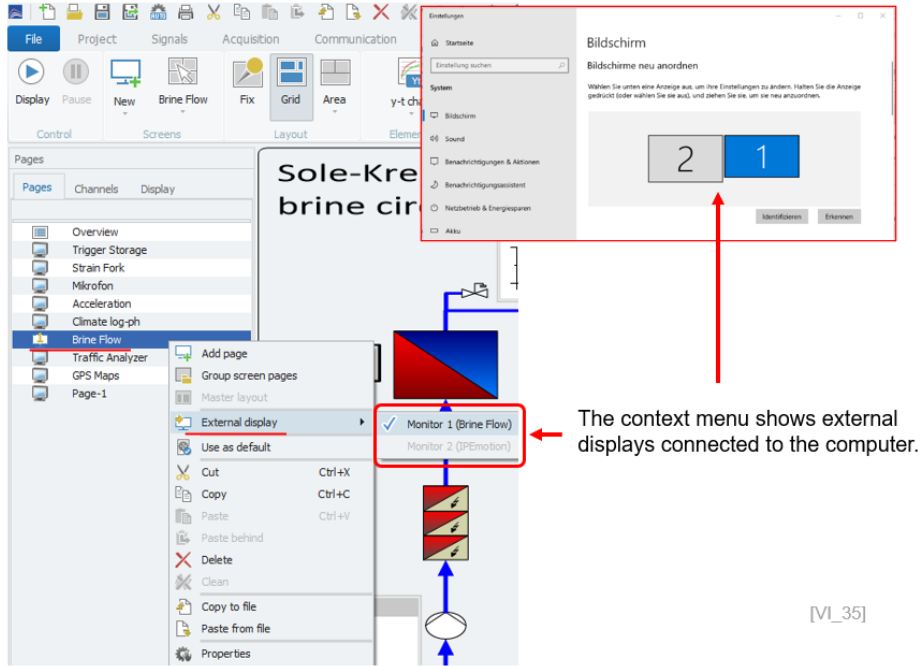 File
Project
Signals
Acquisition
Communication
Display
Pause
New
Brine Flow
Fix
Grid
Area
y-t cha
Control
Screens
Layout
Elemen
Pages
Pages
Channels
Display
Overview
Trigger Storage
Strain Fork
Mikrofon
Acceleration
Climate log-ph
Brine Flow
Traffic Analyzer
GPS Maps
Page-1
Sole-Kre
brine cir
Add page
Group screen pages
Master layout
External display
Use as default
Cut Ctrl+X
Copy Ctrl+C
Paste Ctrl+V
Paste behind
Delete
Clean
Copy to file
Paste from file
Properties
Monitor 1 (Brine Flow)
Monitor 2 (IPEmotion)
Einstellungen
Startseite
Einstellung suchen
System
Bildschirm
Sound
Benachrichtigungen & Aktionen
Benachrichtigungsassistent
Netzbetrieb & Energiesparen
Akku
Bildschirm
Bildschirme neu anordnen
Wählen Sie unten eine Anzeige aus, um ihre Einstellungen zu ändern. Halten Sie die Anzeige
gedrückt (oder wählen Sie sie aus), und ziehen Sie sie, um sie neu anzuordnen.
2
1
Identifizieren
Erkennen
The context menu shows external
displays connected to the computer.
[VI_35]